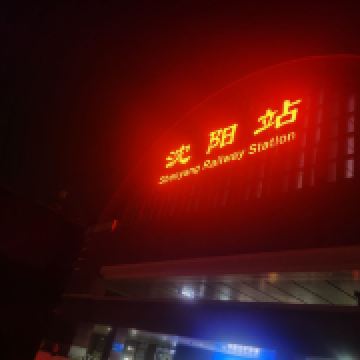 沈阳站
Shenyang Railway Station